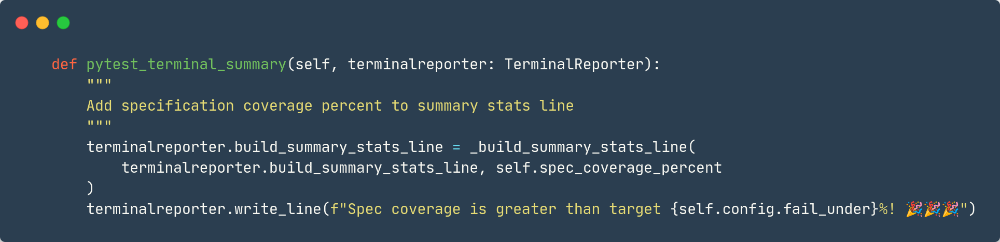 def pytest_terminal_summary(self, terminalreporter: TerminalReporter):
    """
    Add specification coverage percent to summary stats line
    """
    terminalreporter.build_summary_stats_line = _build_summary_stats_line(
        terminalreporter.build_summary_stats_line, self.spec_coverage_percent
    )
    terminalreporter.write_line(f"Spec coverage is greater than target {self.config.fail_under}%! 🎉🎉🎉")